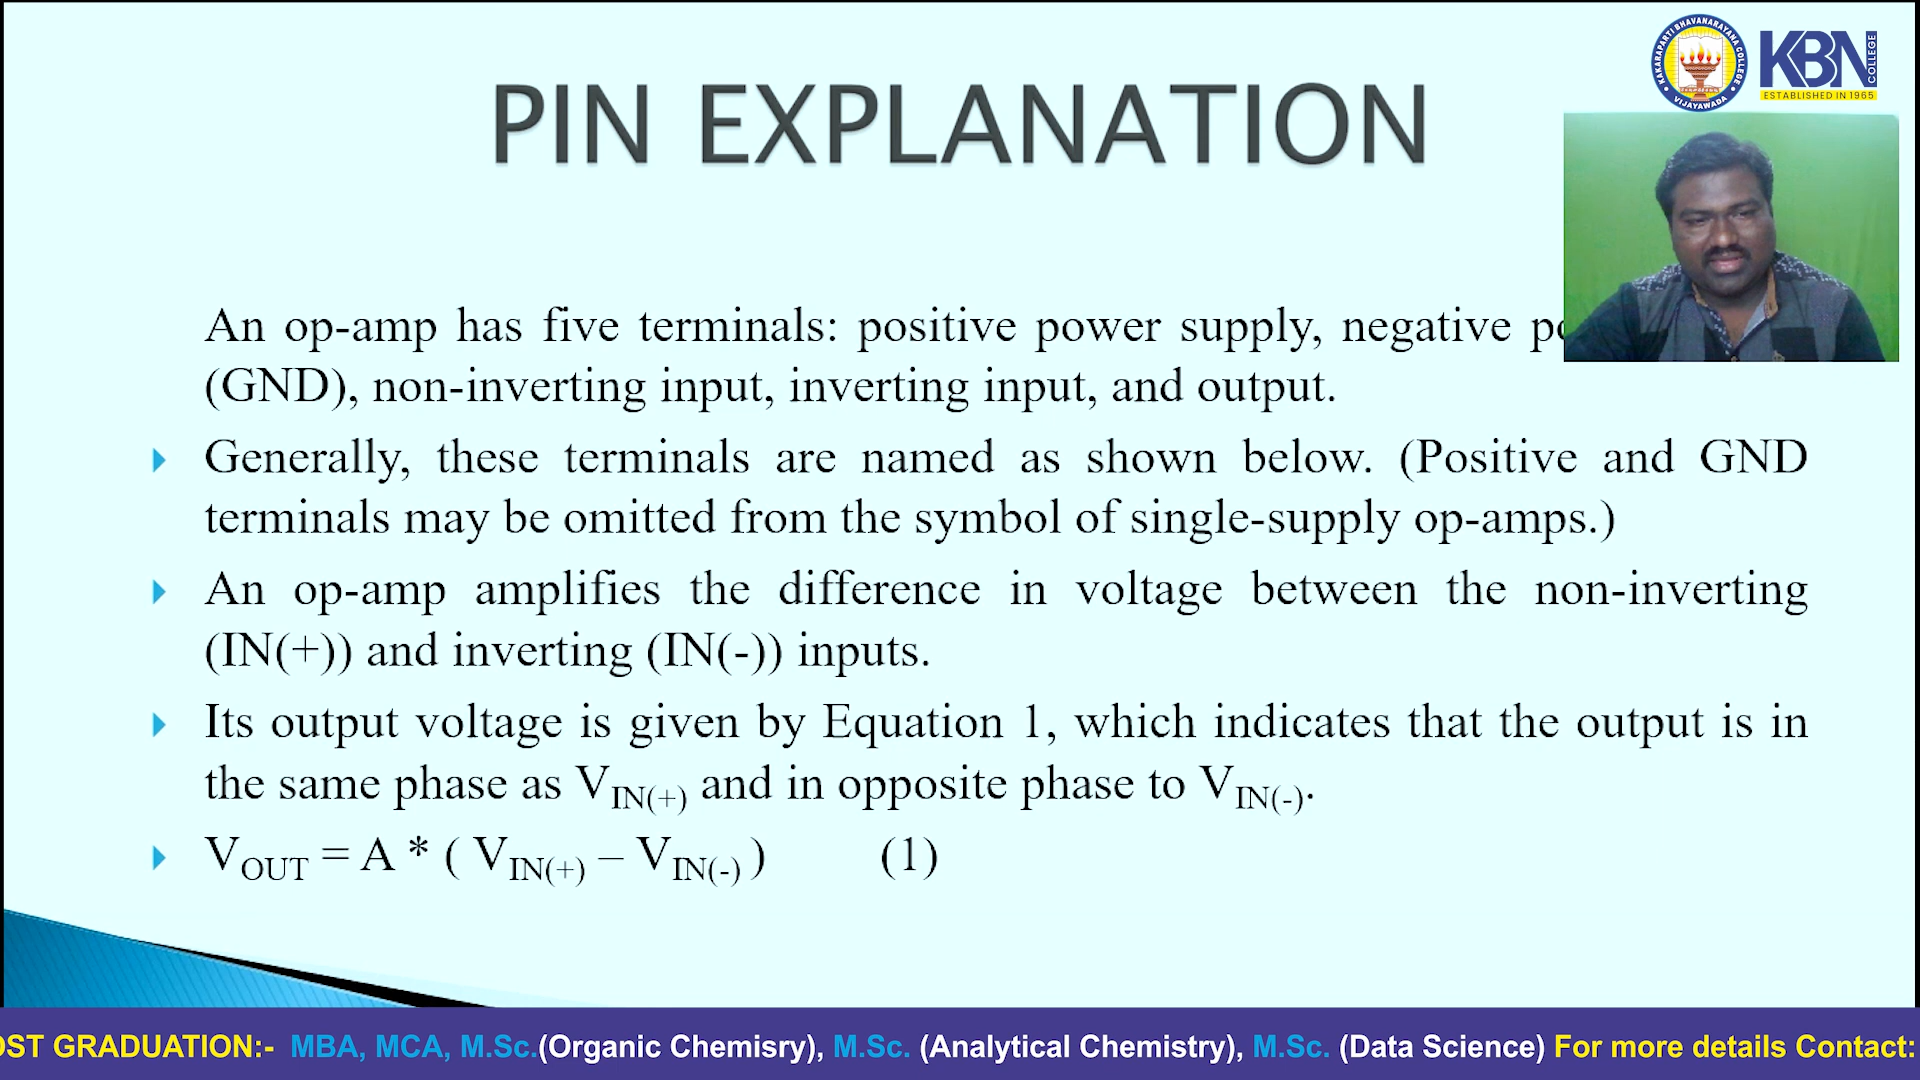 KAKARAPARTI BHAVANARAYANA COLLEGE
VIJAYAWADA
KBN
COLLEGE
ESTABLISHED IN 1965
PIN EXPLANATION
An op-amp has five terminals: positive power supply, negative
(GND), non-inverting input, inverting input, and output.
Generally, these terminals are named as shown below. (Positive and GND
terminals may be omitted from the symbol of single-supply op-amps.)
An op-amp amplifies the difference in voltage between the non-inverting
(IN(+)) and inverting (IN(-)) inputs.
Its output voltage is given by Equation 1, which indicates that the output is in
the same phase as VIN(+) and in opposite phase to VIN(-).
VOUT = A * ( VIN(+) – VIN(-) ) (1)
OST GRADUATION:- MBA, MCA, M.Sc.(Organic Chemisry), M.Sc. (Analytical Chemistry), M.Sc. (Data Science) For more details Contact: